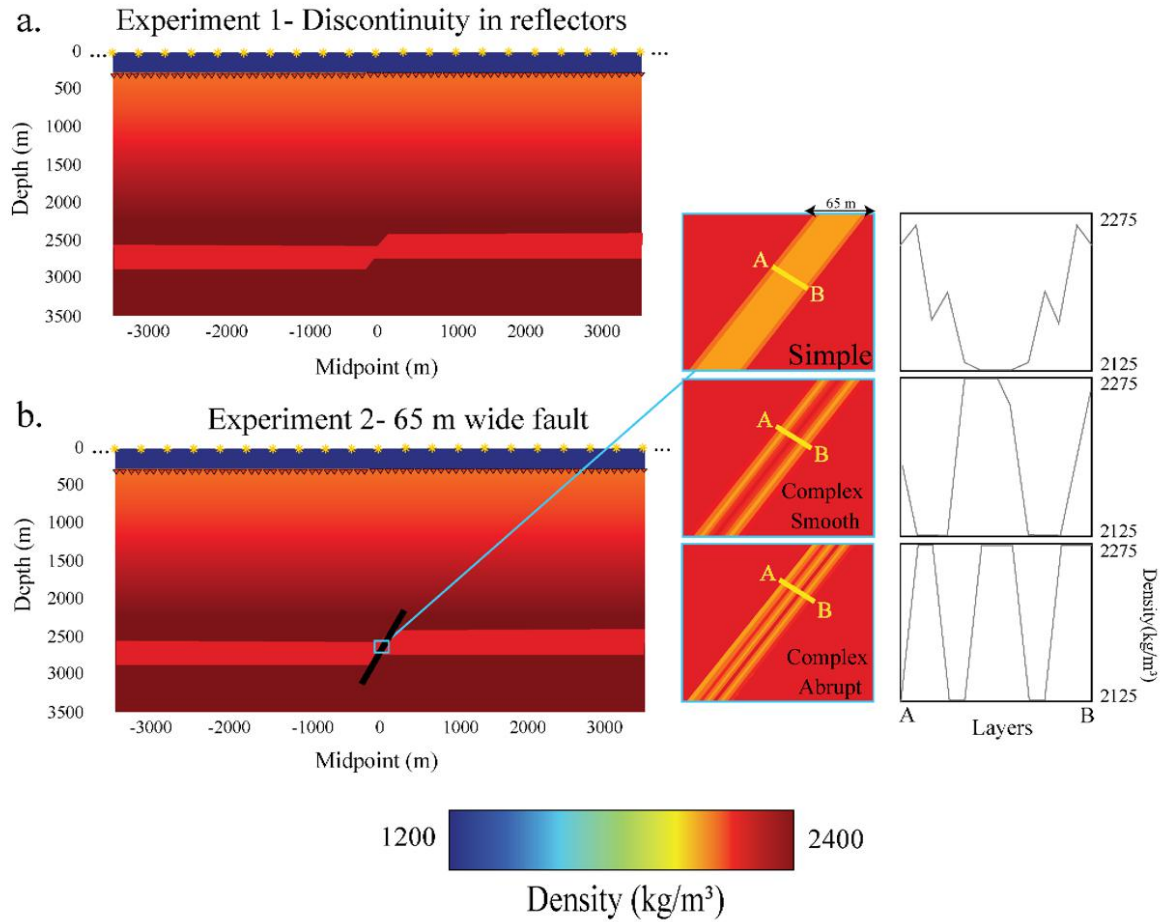 a.
Experiment 1- Discontinuity in reflectors
0
...
...
500
1000
1500
2000
2500
3000
3500
Depth (m)
-3000 -2000 -1000 0 1000 2000 3000
Midpoint (m)
b.
Experiment 2- 65 m wide fault
0
...
...
500
1000
1500
2000
2500
3000
3500
Depth (m)
-3000 -2000 -1000 0 1000 2000 3000
Midpoint (m)
65 m
A
B
Simple
A
B
Complex
Smooth
A
B
Complex
Abrupt
2275
2125
2275
2125
2275
2125
Density(kg/m³)
A B
Layers
1200 2400
Density (kg/m³)